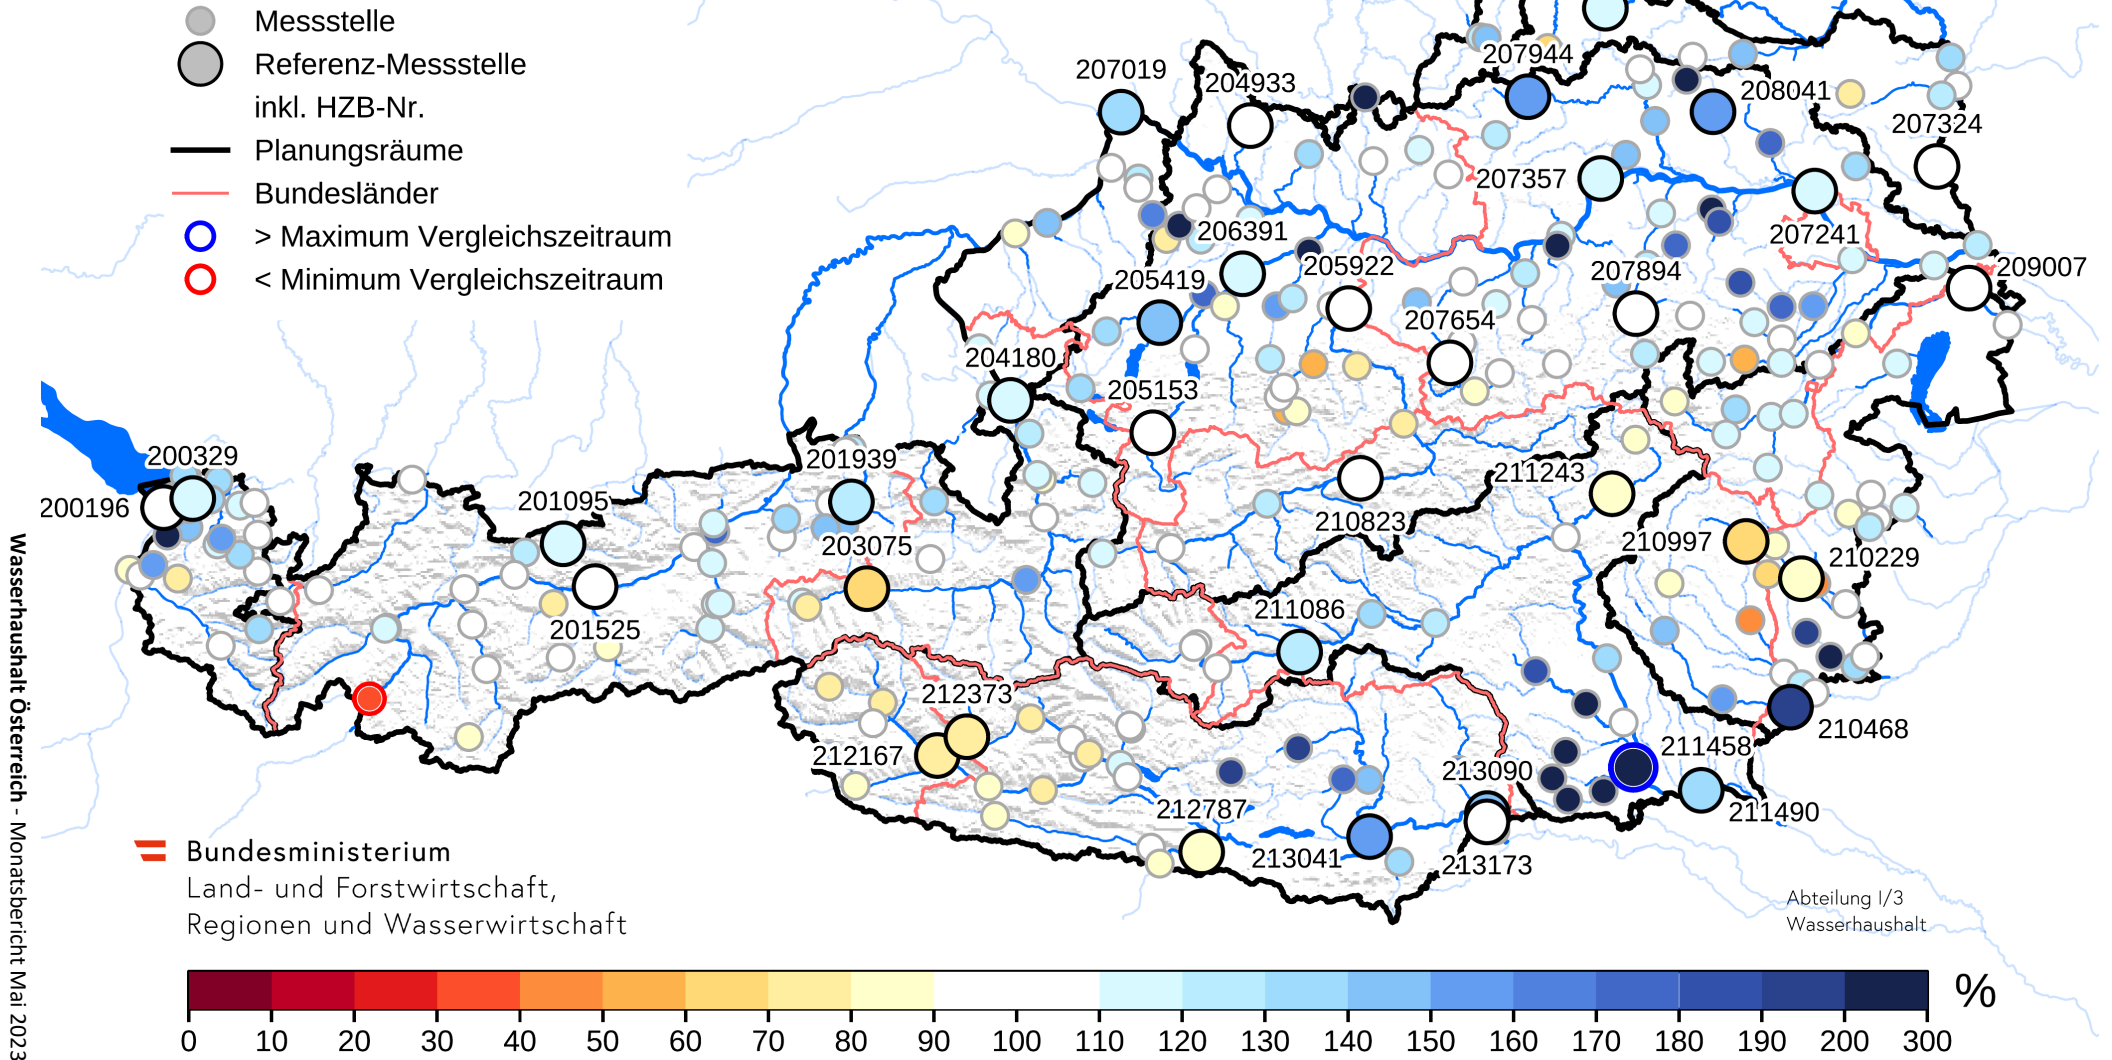 Messstelle
Referenz-Messstelle
inkl. HZB-Nr.
Planungsräume
Bundesländer
> Maximum Vergleichszeitraum
< Minimum Vergleichszeitraum
207944
207019
204933
208041
207324
207357
206391
207241
205922
205419
207894
209007
207654
204180
205153
200329
201939
211243
201095
200196
210823
203075
210997
210229
211086
201525
212373
210468
212167
211458
213090
212787
211490
213041
213173
Bundesministerium
Land- und Forstwirtschaft,
Regionen und Wasserwirtschaft
Abteilung I/3
Wasserhaushalt
Wasserhaushalt Österreich - Monatsbericht Mai 2023
%
0 10 20 30 40 50 60 70 80 90 100 110 120 130 140 150 160 170 180 190 200 300